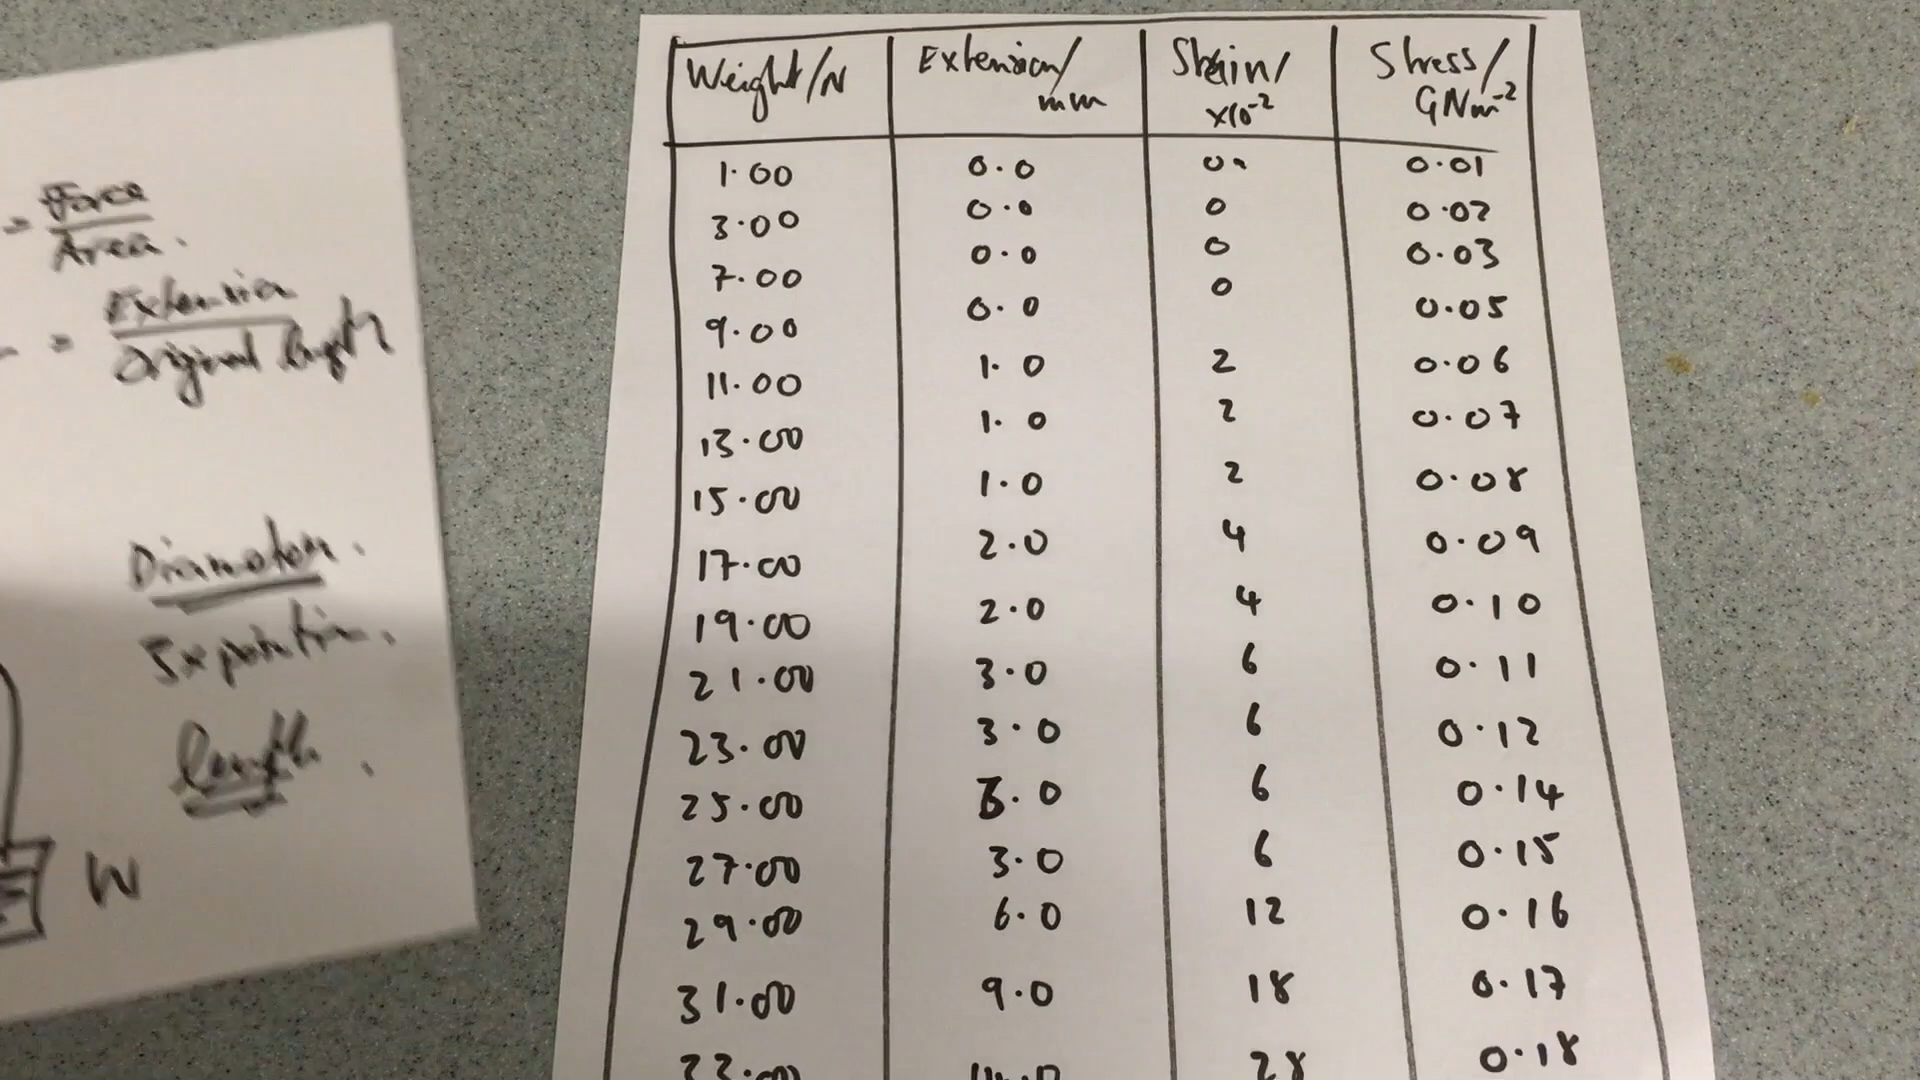 = Force
Area.
= Extension
Original length
Diameter.
length.
W
Weight/N Extension/mm Strain/×10⁻² Stress/GNm⁻²
1.00 0.0 0. 0.01
3.00 0.0 0 0.02
7.00 0.0 0 0.03
9.00 0.0 0 0.05
11.00 1.0 2 0.06
13.00 1.0 2 0.07
15.00 1.0 2 0.08
17.00 2.0 4 0.09
19.00 2.0 4 0.10
21.00 3.0 6 0.11
23.00 3.0 6 0.12
25.00 3.0 6 0.14
27.00 3.0 6 0.15
29.00 6.0 12 0.16
31.00 9.0 18 0.17
28 0.18